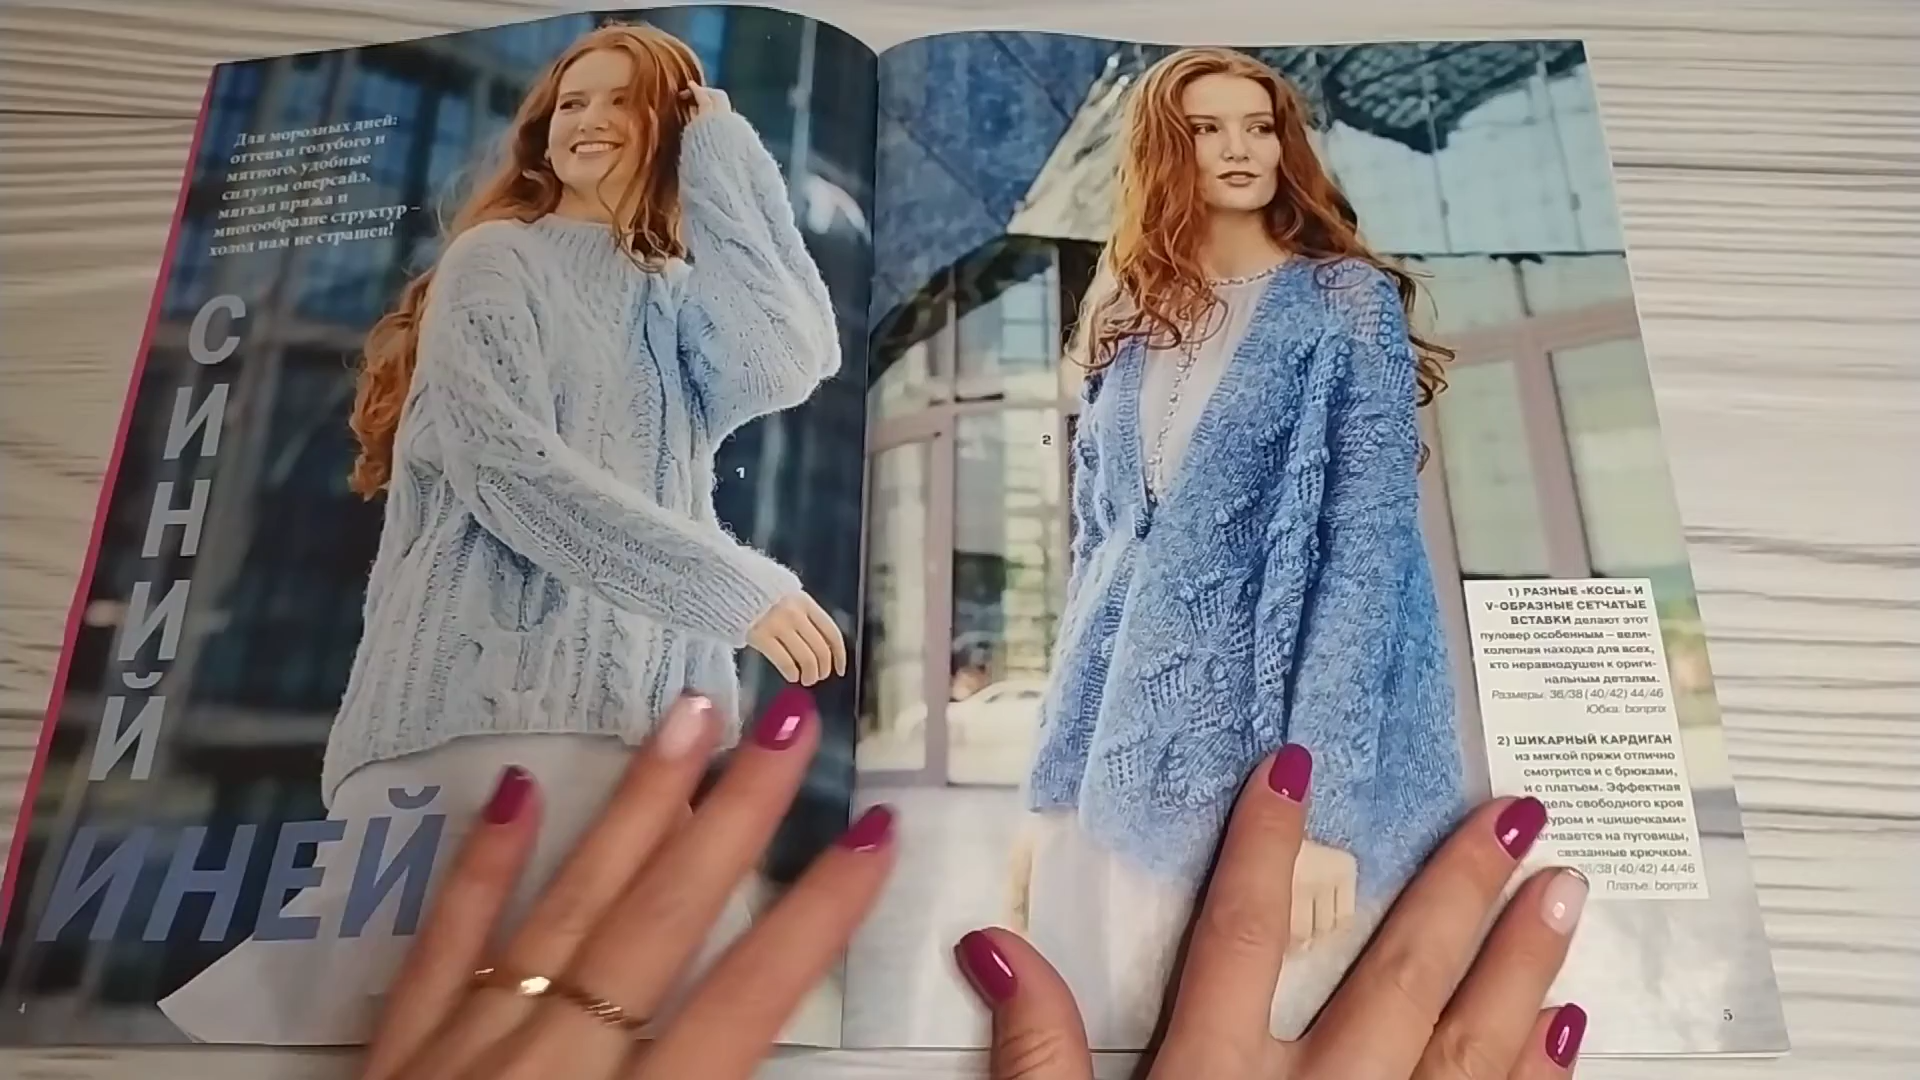 Для морозных дней:
оттенки голубого и
мятного, удобные
силуэты оверсайз,
мягкая пряжа и
многообразие структур –
холод нам не страшен!
СИНИЙ
ИНЕЙ
1
2
1) РАЗНЫЕ «КОСЫ» И
V-ОБРАЗНЫЕ СЕТЧАТЫЕ
ВСТАВКИ делают этот
пуловер особенным – вели-
колепная находка для всех,
кто неравнодушен к ориги-
нальным деталям.
Размеры: 36/38 (40/42) 44/46
Юбка: bonprix
2) ШИКАРНЫЙ КАРДИГАН
из мягкой пряжи отлично
смотрится и с брюками,
и с платьем. Эффектная
свободного кроя
и «шишечками»
на пуговицы,
связанные крючком.
36/38 (40/42) 44/46
Платье: bonprix
4
5